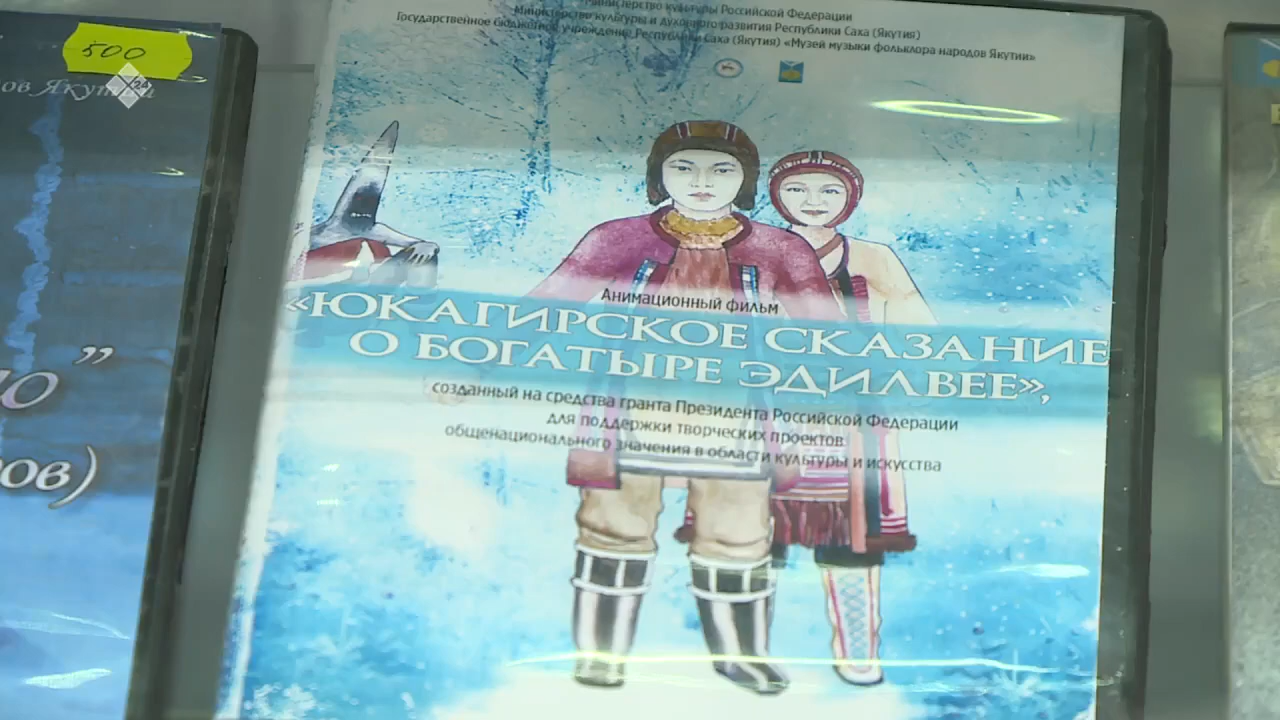 500
24
ов Якутии
ю"
ов)
Министерство культуры Российской Федерации
Министерство культуры и духовного развития Республики Саха (Якутия)
Государственное бюджетное учреждение Республики Саха (Якутия) «Музей музыки фольклора народов Якутии»
Анимационный фильм
«ЮКАГИРСКОЕ СКАЗАНИЕ
О БОГАТЫРЕ ЭДИЛВЕЕ»,
созданный на средства гранта Президента Российской Федерации
для поддержки творческих проектов
общенационального значения в области культуры и искусства